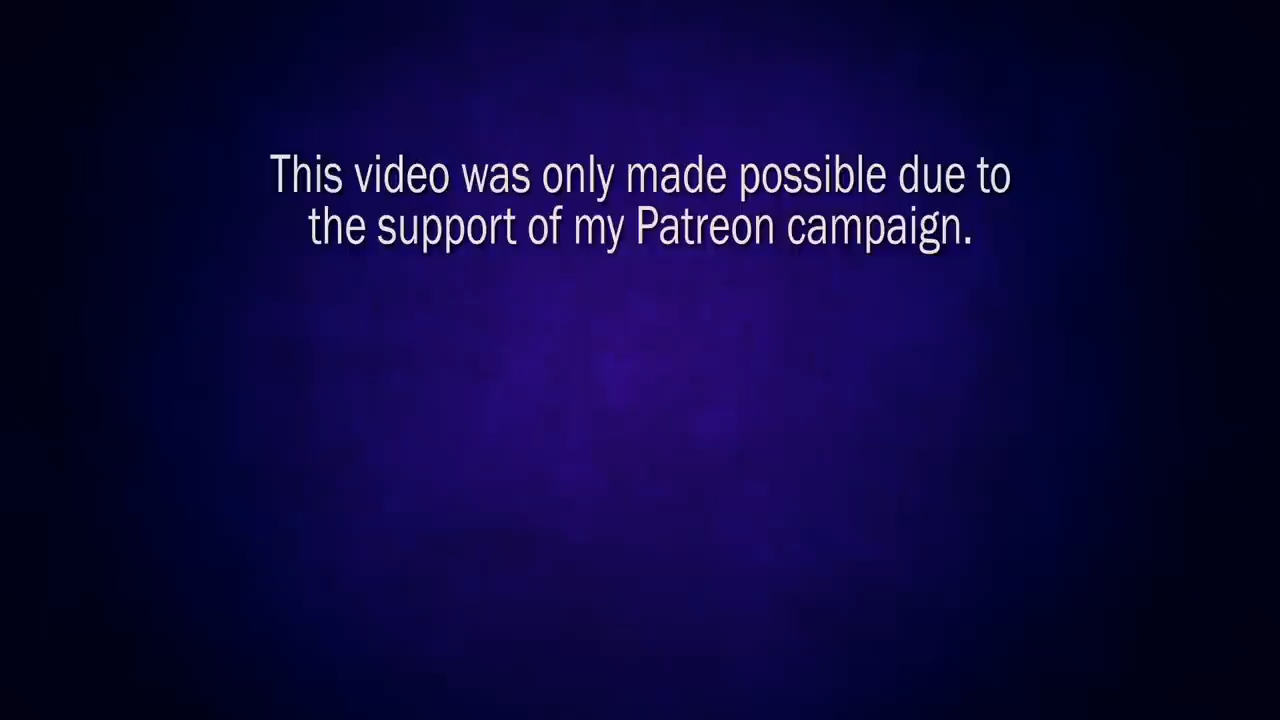 This video was only made possible due to
the support of my Patreon campaign.